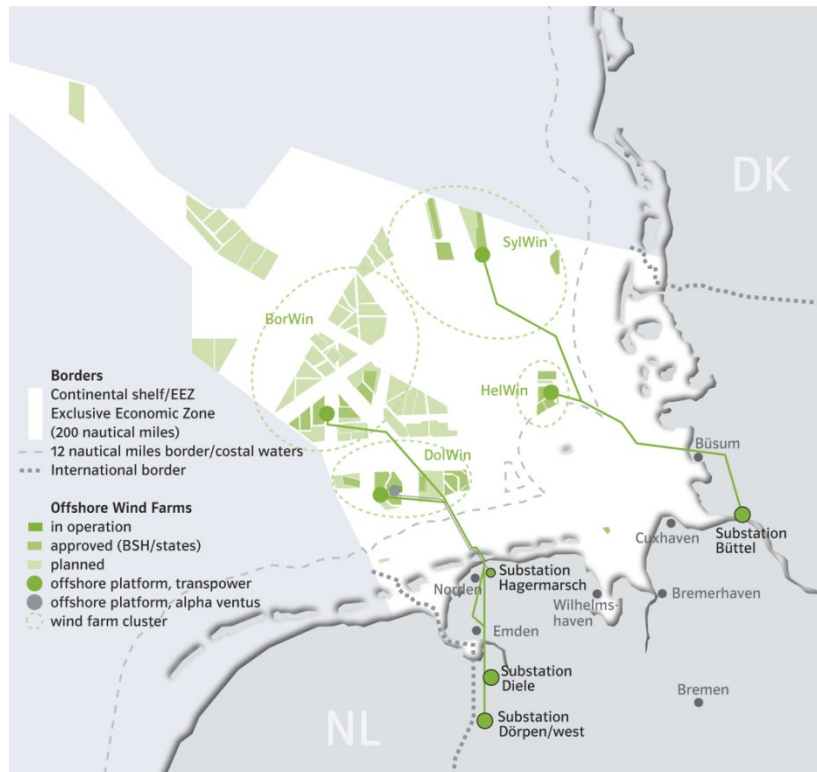 DK
SylWin
BorWin
HelWin
DolWin
Büsum
Substation
Büttel
Cuxhaven
Substation
Hagermarsch
Norden
Wilhelms-
haven
Bremerhaven
Emden
Substation
Diele
Bremen
Substation
Dörpen/west
NL
Borders
Continental shelf/EEZ
Exclusive Economic Zone
(200 nautical miles)
12 nautical miles border/costal waters
International border
Offshore Wind Farms
in operation
approved (BSH/states)
planned
offshore platform, transpower
offshore platform, alpha ventus
wind farm cluster